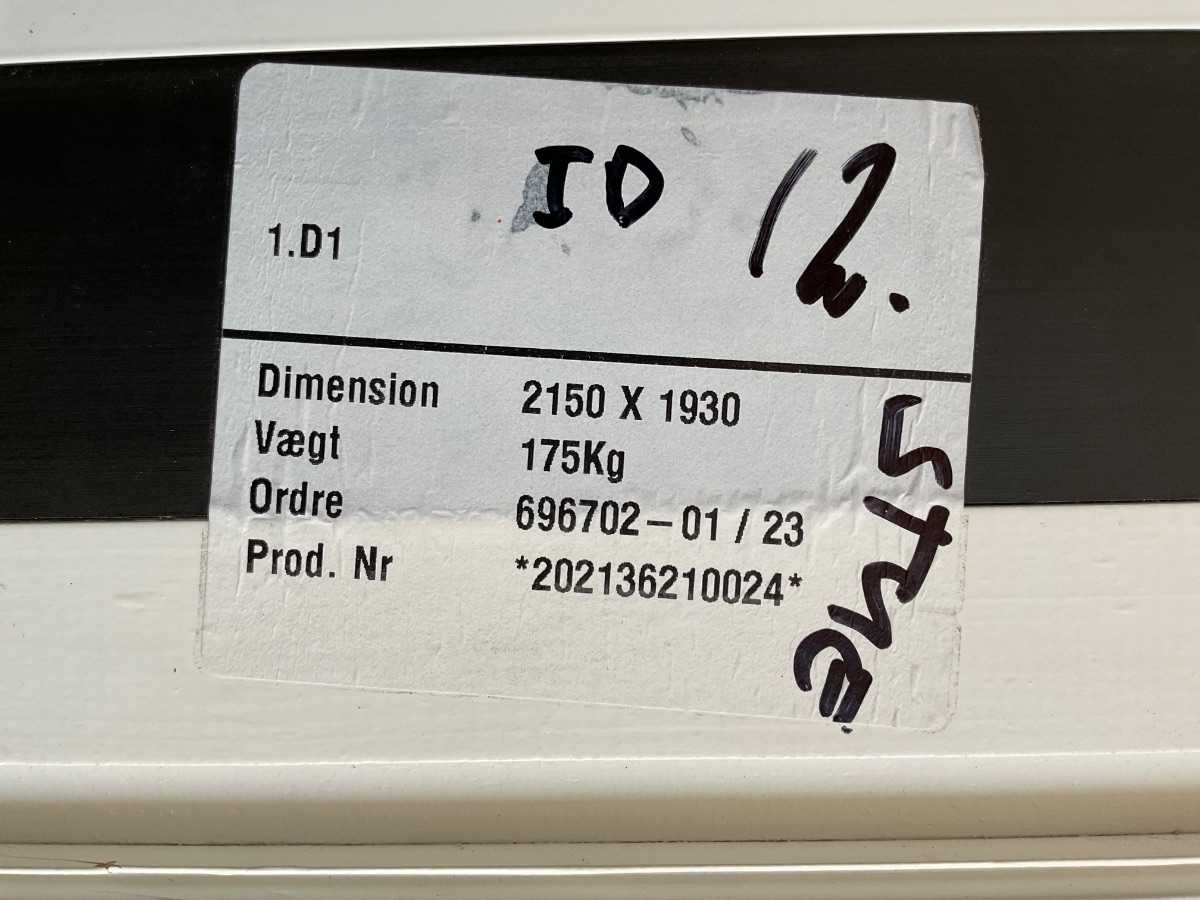 ID 12.
1.D1
Dimension 2150 X 1930
Vægt 175Kg
Ordre 696702-01 / 23
Prod. Nr *202136210024*